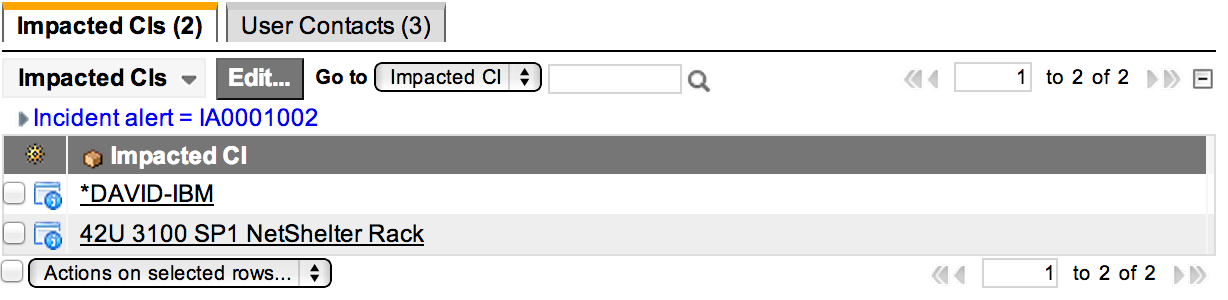 Impacted CIs (2) User Contacts (3)
Impacted CIs Edit... Go to Impacted CI 1 to 2 of 2
Incident alert = IA0001002
Impacted CI
*DAVID-IBM
42U 3100 SP1 NetShelter Rack
Actions on selected rows... 1 to 2 of 2